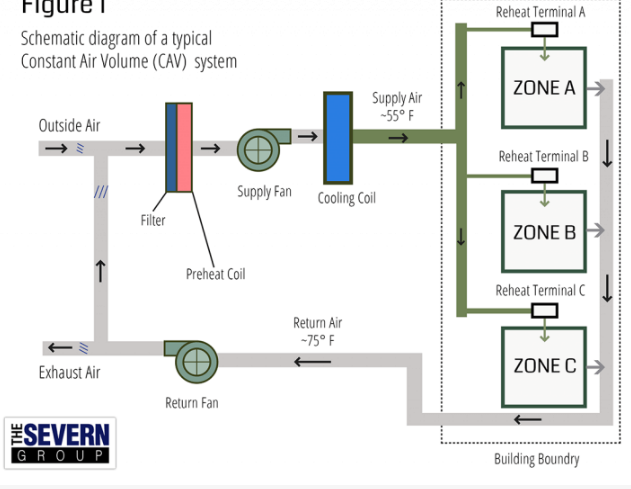 Figure 1
Schematic diagram of a typical
Constant Air Volume (CAV) system
Reheat Terminal A
ZONE A
Supply Air
~55° F
Outside Air
Reheat Terminal B
Supply Fan
Cooling Coil
Filter
ZONE B
Preheat Coil
Reheat Terminal C
Return Air
~75° F
ZONE C
Exhaust Air
Return Fan
THE
SEVERN
GROUP
Building Boundry